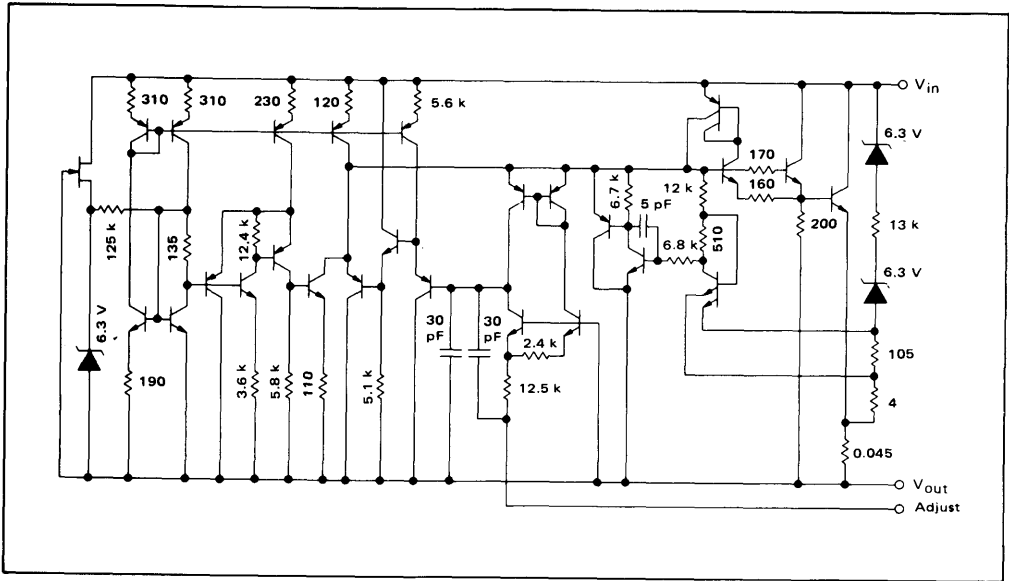 310
310
230
120
5.6 k
V in
6.3 V
170
160
12 k
6.7 k
5 pF
510
6.8 k
200
13 k
125 k
135
12.4 k
6.3 V
6.3 V
30 pF
30 pF
2.4 k
105
190
3.6 k
5.8 k
110
5.1 k
12.5 k
4
0.045
V out
Adjust